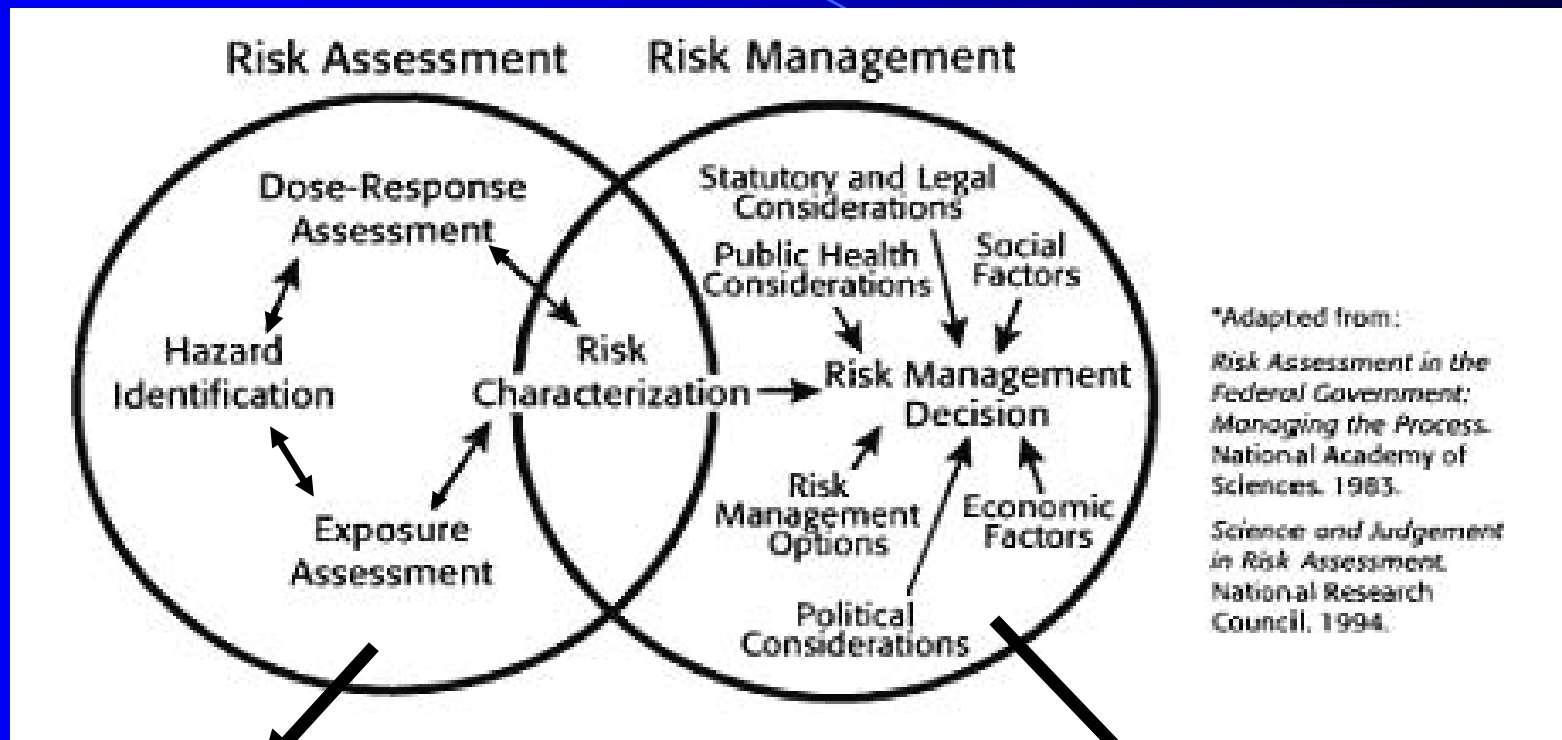 Risk Assessment
Risk Management
Dose-Response
Assessment
Hazard
Identification
Exposure
Assessment
Risk
Characterization
Statutory and Legal
Considerations
Public Health
Considerations
Social
Factors
Risk Management
Decision
Risk
Management
Options
Economic
Factors
Political
Considerations
*Adapted from:
Risk Assessment in the
Federal Government:
Managing the Process.
National Academy of
Sciences. 1983.
Science and Judgement
in Risk Assessment.
National Research
Council. 1994.